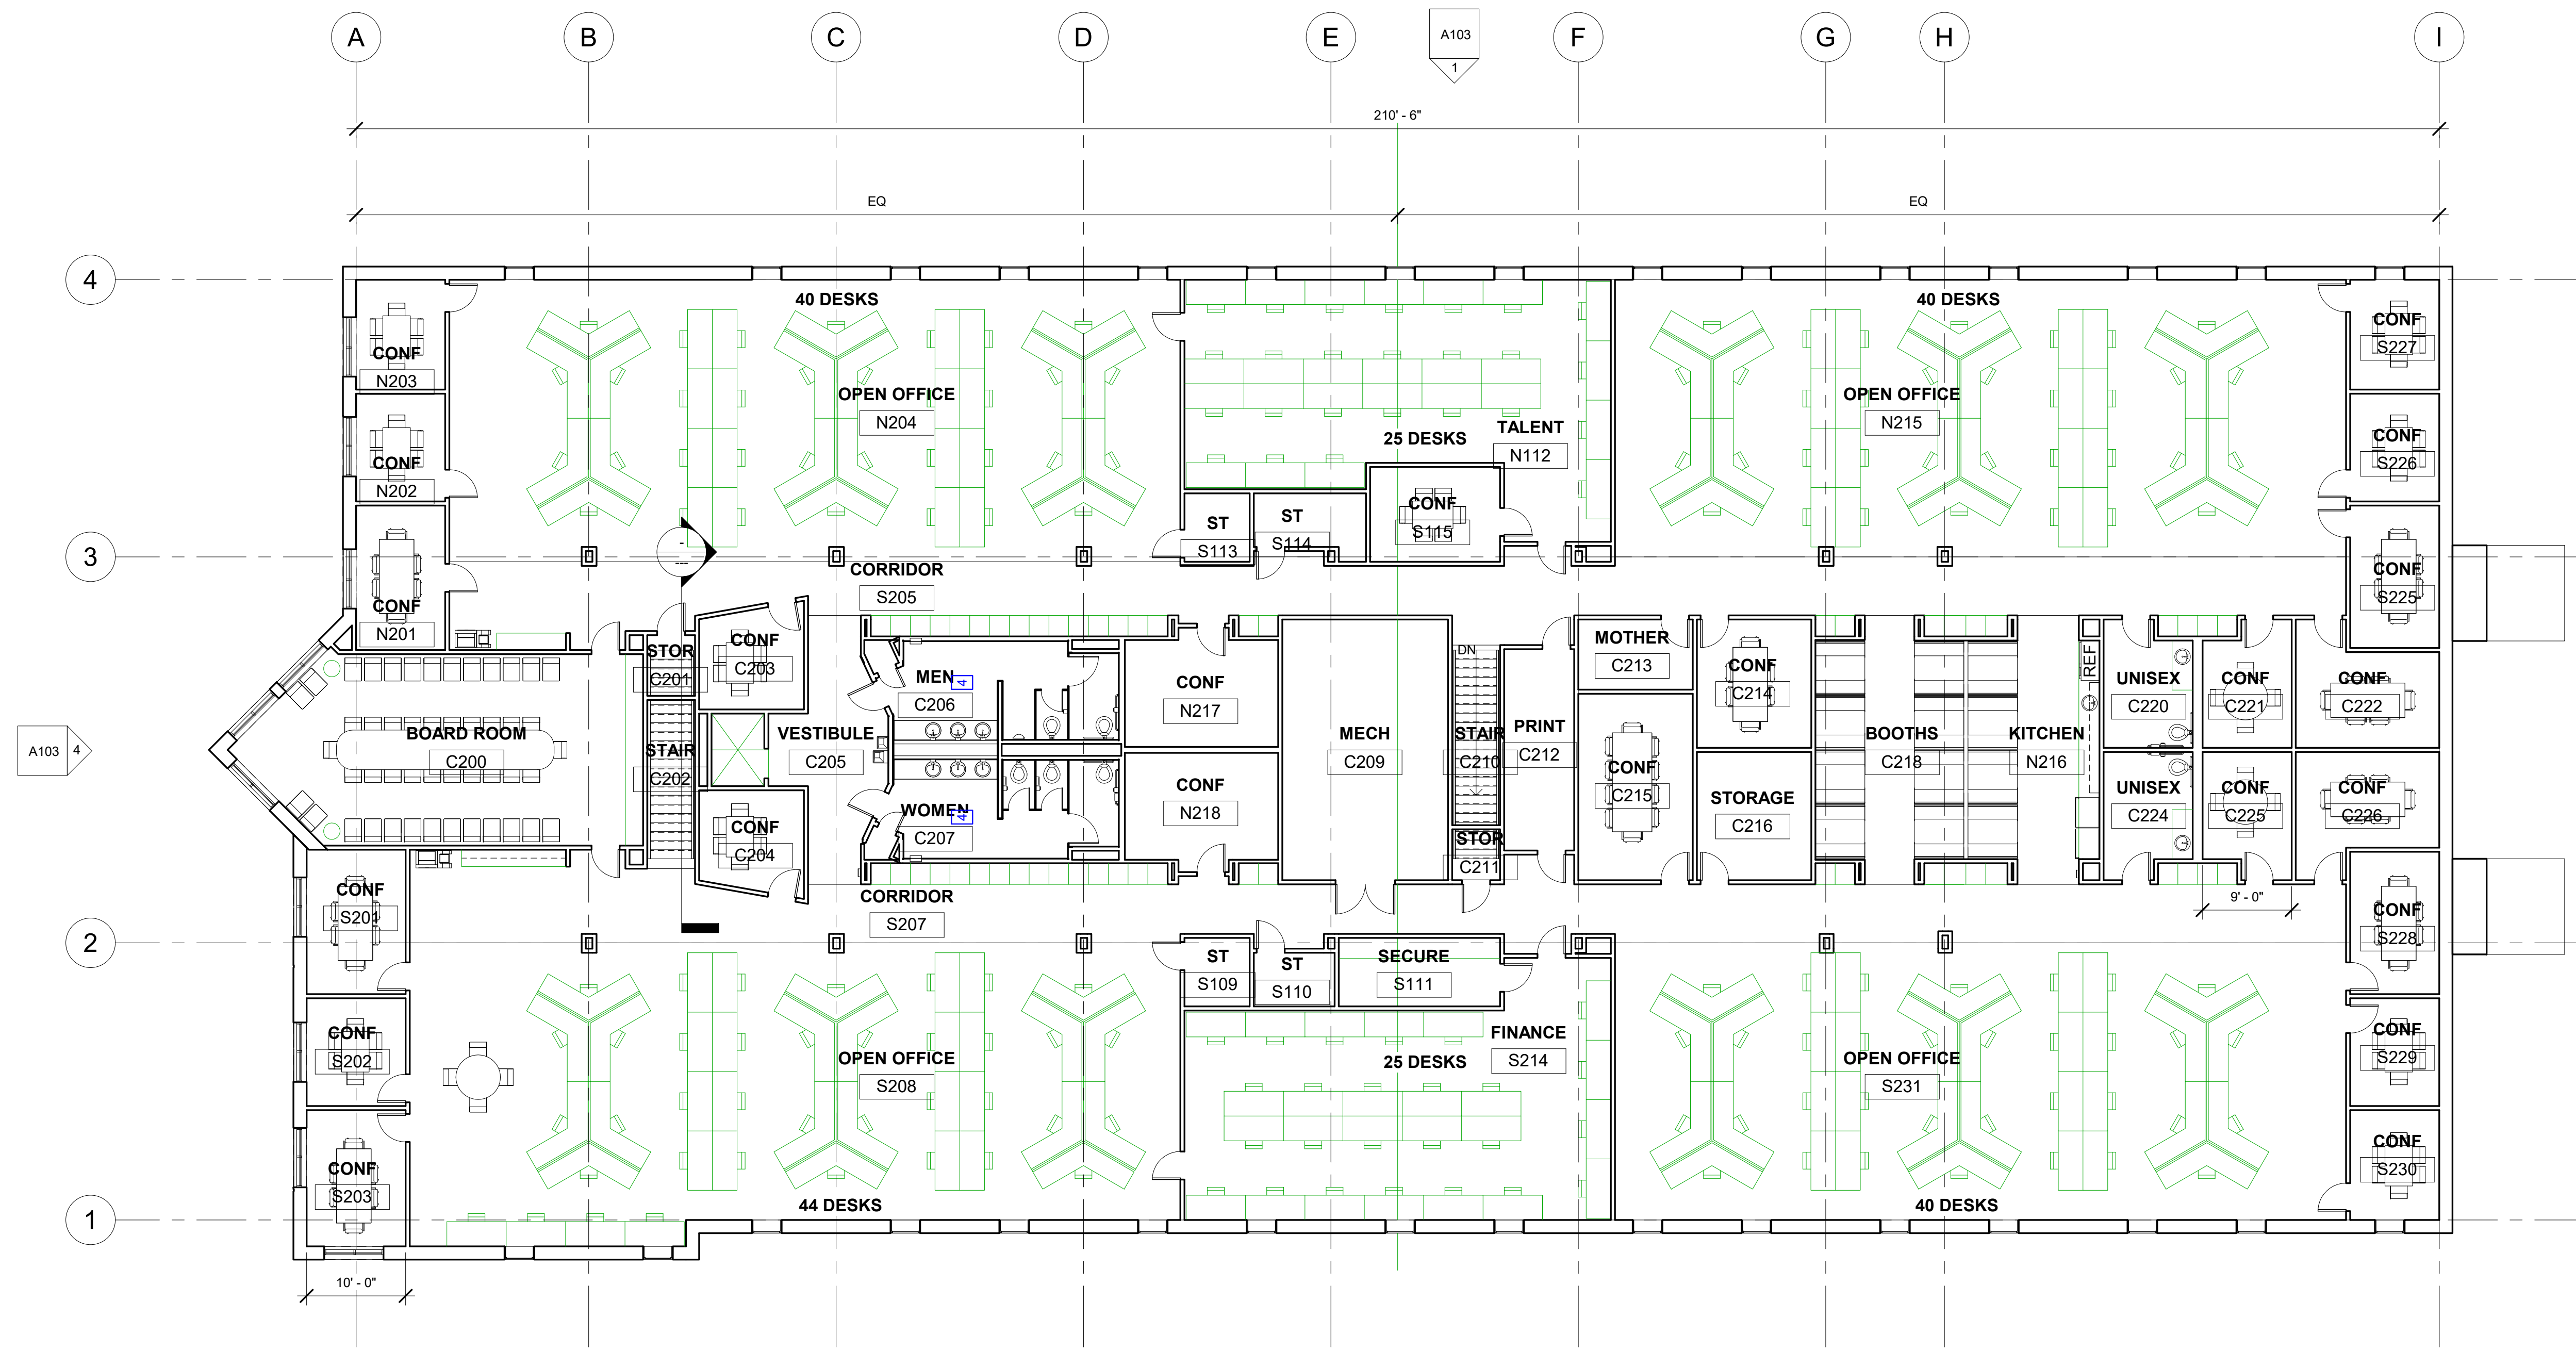 A B C D E F G H I
A103
1
210' - 6"
EQ EQ
4
40 DESKS
40 DESKS
CONF
N203
CONF
S227
OPEN OFFICE
N204
OPEN OFFICE
N215
TALENT
N112
25 DESKS
CONF
N202
CONF
S226
CONF
S115
ST
S113
ST
S114
3
-
---
CORRIDOR
S205
CONF
N201
CONF
S225
STOR
C201
CONF
C203
MEN
4
C206
CONF
N217
DN
MOTHER
C213
CONF
C214
REF
UNISEX
C220
CONF
C221
CONF
C222
A103
4
BOARD ROOM
C200
STAIR
C202
VESTIBULE
C205
MECH
C209
STAIR
C210
PRINT
C212
CONF
C215
BOOTHS
C218
KITCHEN
N216
CONF
C204
WOMEN
4
C207
CONF
N218
STORAGE
C216
UNISEX
C224
CONF
C225
CONF
C226
STOR
C211
CONF
S201
CORRIDOR
S207
9' - 0"
CONF
S228
2
ST
S109
ST
S110
SECURE
S111
CONF
S202
OPEN OFFICE
S208
25 DESKS
FINANCE
S214
OPEN OFFICE
S231
CONF
S229
CONF
S203
CONF
S230
1
44 DESKS
40 DESKS
10' - 0"